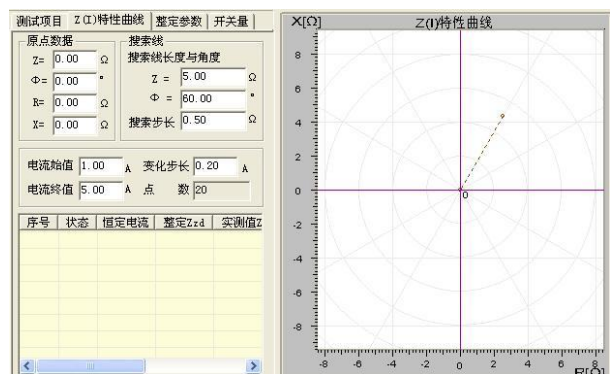 测试项目 Z(I)特性曲线 整定参数 开关量
原点数据
Z= 0.00 Ω
Φ= 0.00 °
R= 0.00 Ω
X= 0.00 Ω
搜索线
搜索线长度与角度
Z = 5.00 Ω
Φ = 60.00 °
搜索步长 0.50 Ω
电流始值 1.00 A 变化步长 0.20 A
电流终值 5.00 A 点 数 20
序号 状态 恒定电流 整定Zzd 实测值Z
X[Ω] Z(I)特性曲线
8
6
4
2
0
-2
-4
-6
-8
0
-8 -6 -4 -2 0 2 4 6 8
R[Ω]